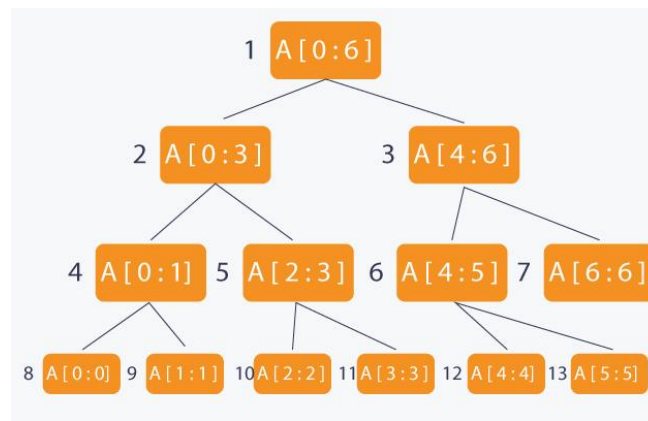 1 A[0:6]
2 A[0:3] 3 A[4:6]
4 A[0:1] 5 A[2:3] 6 A[4:5] 7 A[6:6]
8 A[0:0] 9 A[1:1] 10 A[2:2] 11 A[3:3] 12 A[4:4] 13 A[5:5]